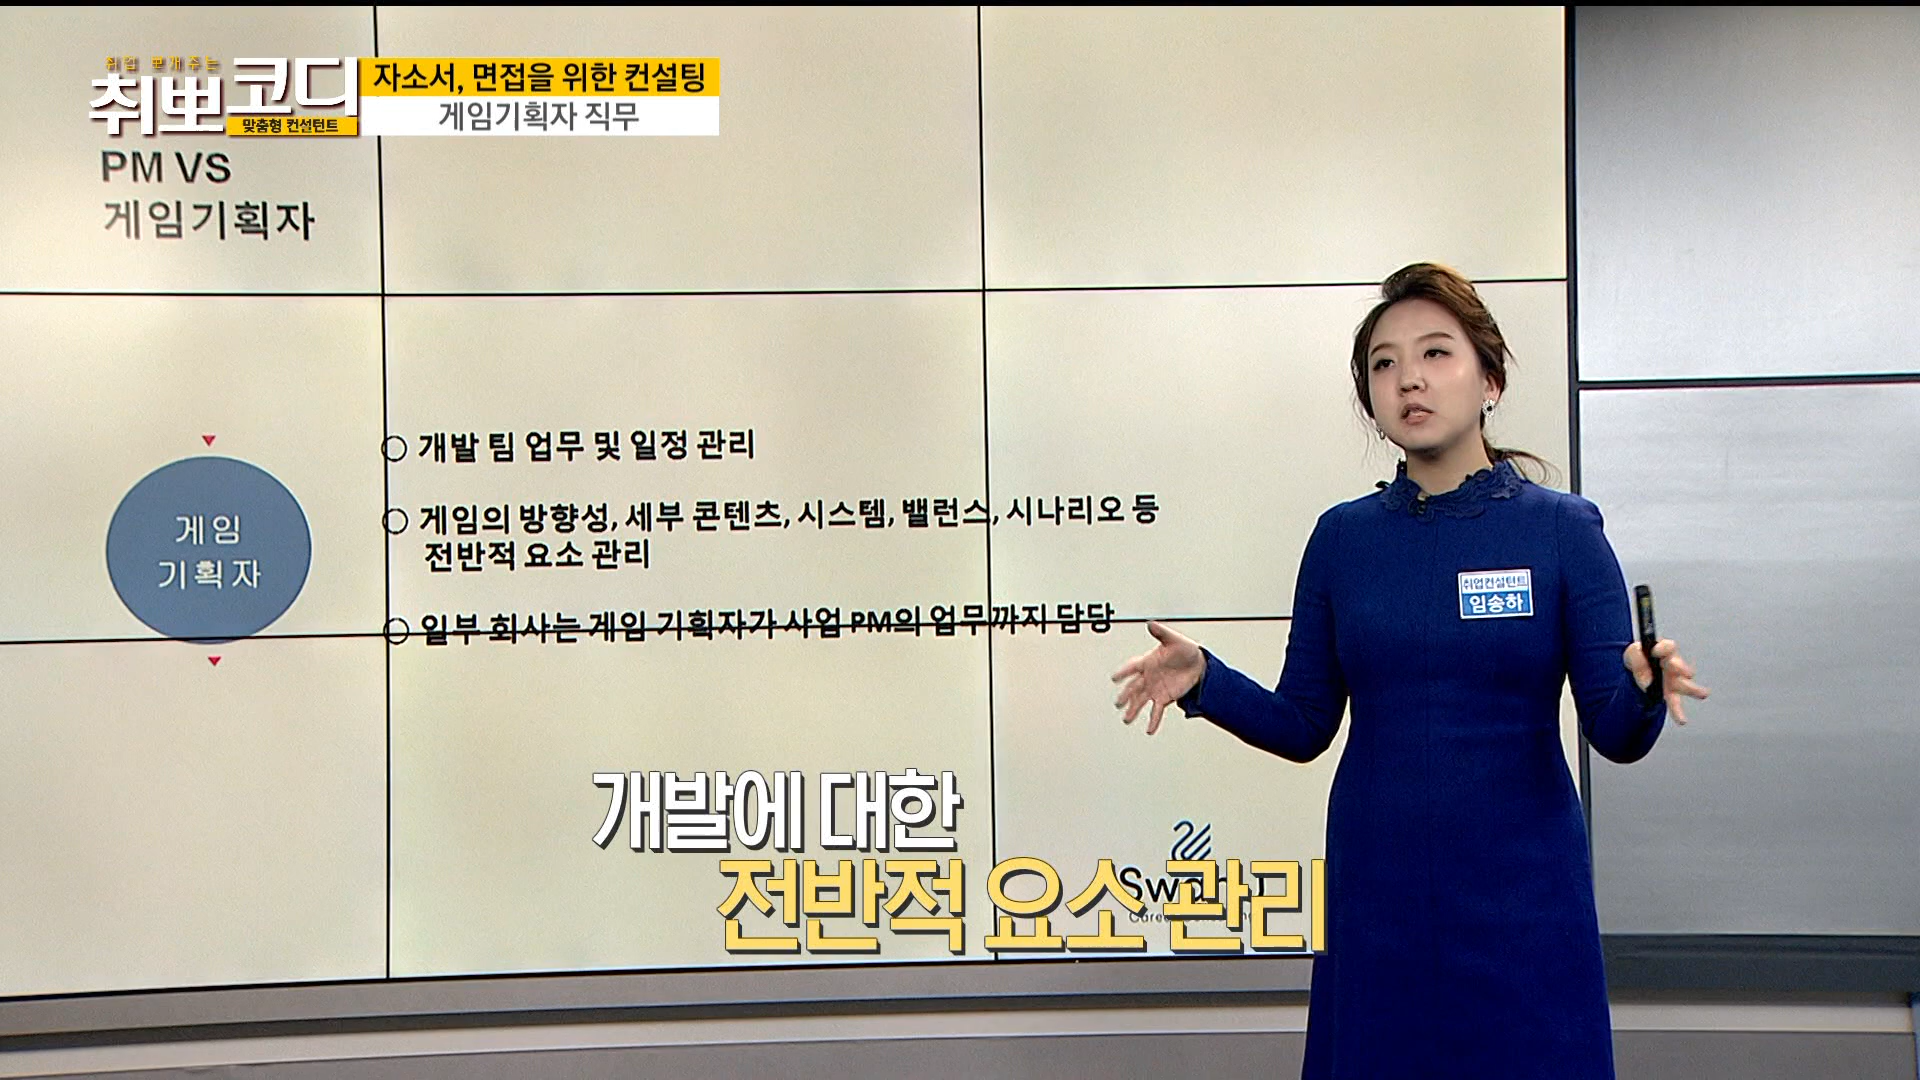 취업 뽀개주는
취뽀코디
맞춤형 컨설턴트
자소서, 면접을 위한 컨설팅
게임기획자 직무
PM VS
게임기획자
게임
기획자
개발 팀 업무 및 일정 관리
게임의 방향성, 세부 콘텐츠, 시스템, 밸런스, 시나리오 등
전반적 요소 관리
일부 회사는 게임 기획자가 사업 PM의 업무까지 담당
취업컨설턴트
임송하
개발에 대한
전반적 요소 관리